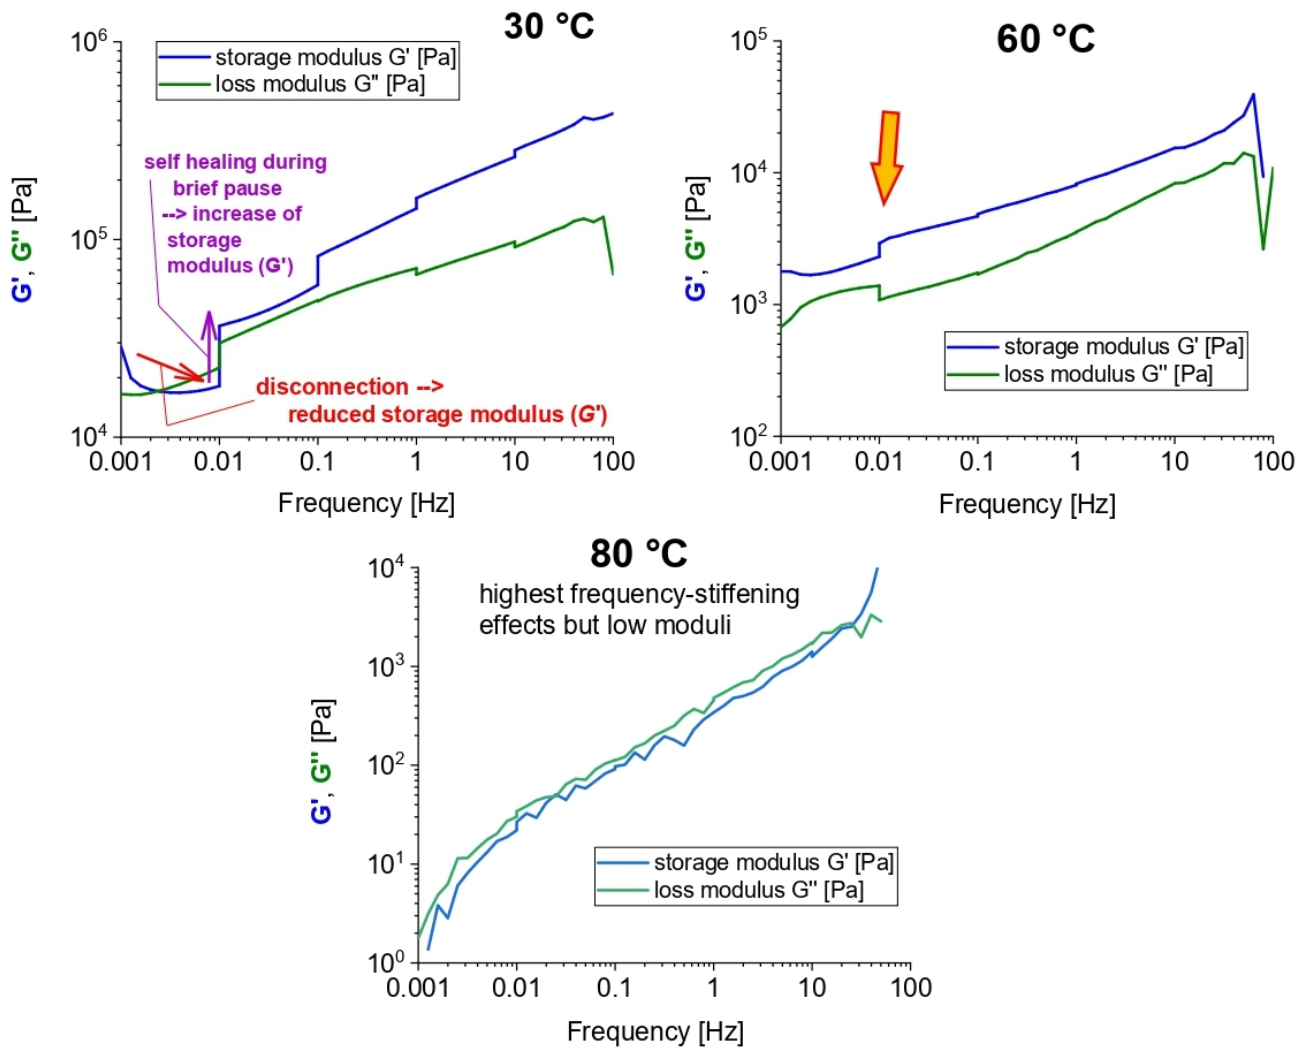 30 °C
10⁶
storage modulus G' [Pa]
loss modulus G'' [Pa]
self healing during
brief pause
--> increase of
storage
modulus (G')
10⁵
G', G'' [Pa]
disconnection -->
reduced storage modulus (G')
10⁴
0.001 0.01 0.1 1 10 100
Frequency [Hz]
60 °C
10⁵
10⁴
G', G'' [Pa]
10³
storage modulus G' [Pa]
loss modulus G'' [Pa]
10²
0.001 0.01 0.1 1 10 100
Frequency [Hz]
80 °C
10⁴
highest frequency-stiffening
effects but low moduli
10³
G', G'' [Pa]
10²
10¹
storage modulus G' [Pa]
loss modulus G'' [Pa]
10⁰
0.001 0.01 0.1 1 10 100
Frequency [Hz]